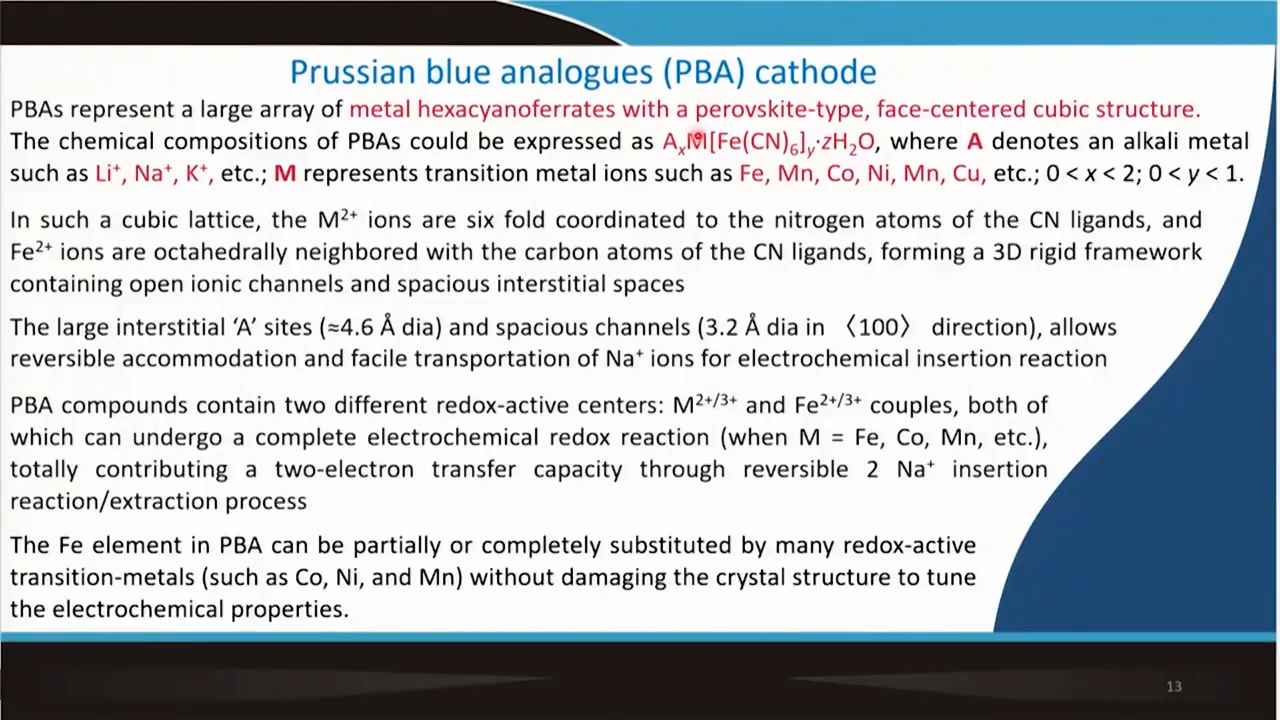 Prussian blue analogues (PBA) cathode
PBAs represent a large array of metal hexacyanoferrates with a perovskite-type, face-centered cubic structure.
The chemical compositions of PBAs could be expressed as AₓM[Fe(CN)₆]ᵧ·zH₂O, where A denotes an alkali metal
such as Li⁺, Na⁺, K⁺, etc.; M represents transition metal ions such as Fe, Mn, Co, Ni, Mn, Cu, etc.; 0 < x < 2; 0 < y < 1.
In such a cubic lattice, the M²⁺ ions are six fold coordinated to the nitrogen atoms of the CN ligands, and
Fe²⁺ ions are octahedrally neighbored with the carbon atoms of the CN ligands, forming a 3D rigid framework
containing open ionic channels and spacious interstitial spaces
The large interstitial ‘A’ sites (≈4.6 Å dia) and spacious channels (3.2 Å dia in 〈100〉 direction), allows
reversible accommodation and facile transportation of Na⁺ ions for electrochemical insertion reaction
PBA compounds contain two different redox-active centers: M²⁺/³⁺ and Fe²⁺/³⁺ couples, both of
which can undergo a complete electrochemical redox reaction (when M = Fe, Co, Mn, etc.),
totally contributing a two-electron transfer capacity through reversible 2 Na⁺ insertion
reaction/extraction process
The Fe element in PBA can be partially or completely substituted by many redox-active
transition-metals (such as Co, Ni, and Mn) without damaging the crystal structure to tune
the electrochemical properties.
13